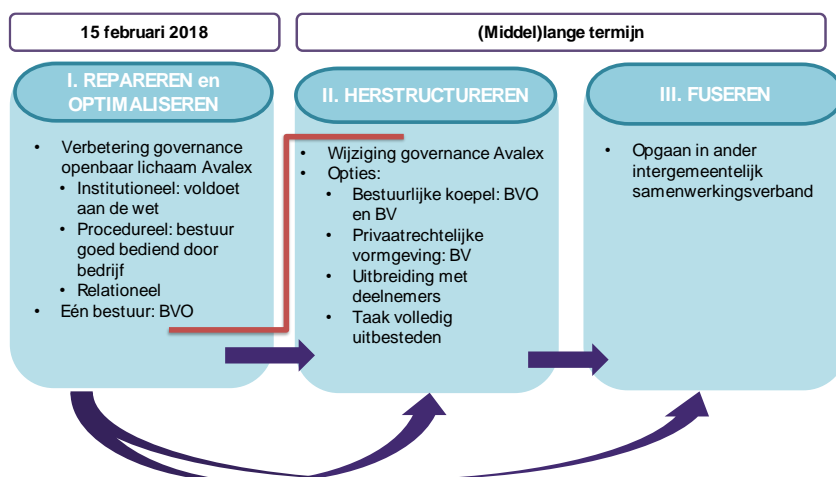 15 februari 2018
(Middel)lange termijn
I. REPAREREN en
OPTIMALISEREN
• Verbetering governance
openbaar lichaam Avalex
• Institutioneel: voldoet
aan de wet
• Procedureel: bestuur
goed bediend door
bedrijf
• Relationeel
• Eén bestuur: BVO
II. HERSTRUCTUREREN
• Wijziging governance Avalex
• Opties:
• Bestuurlijke koepel: BVO
en BV
• Privaatrechtelijke
vormgeving: BV
• Uitbreiding met
deelnemers
• Taak volledig
uitbesteden
III. FUSEREN
• Opgaan in ander
intergemeentelijk
samenwerkingsverband